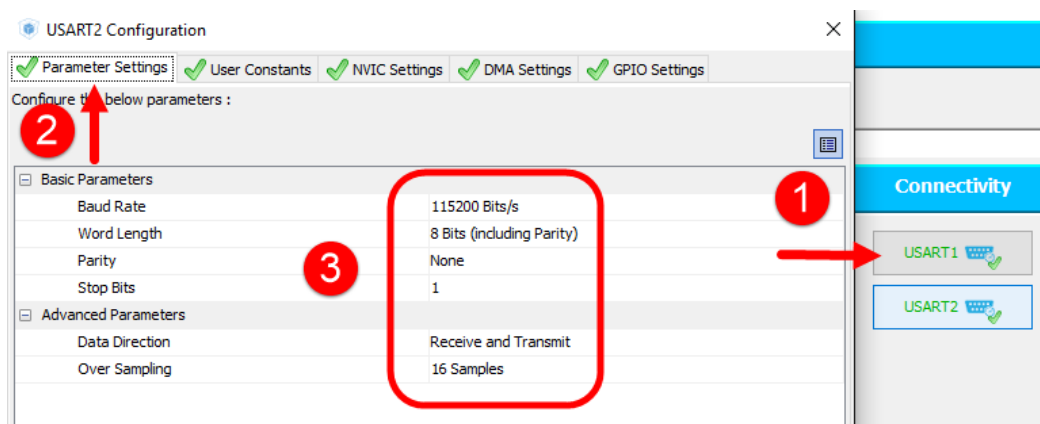 USART2 Configuration
Parameter Settings User Constants NVIC Settings DMA Settings GPIO Settings
Configure the below parameters :
2
Basic Parameters
Baud Rate 115200 Bits/s
Word Length 8 Bits (including Parity)
Parity None
Stop Bits 1
Advanced Parameters
Data Direction Receive and Transmit
Over Sampling 16 Samples
3
1
Connectivity
USART1
USART2